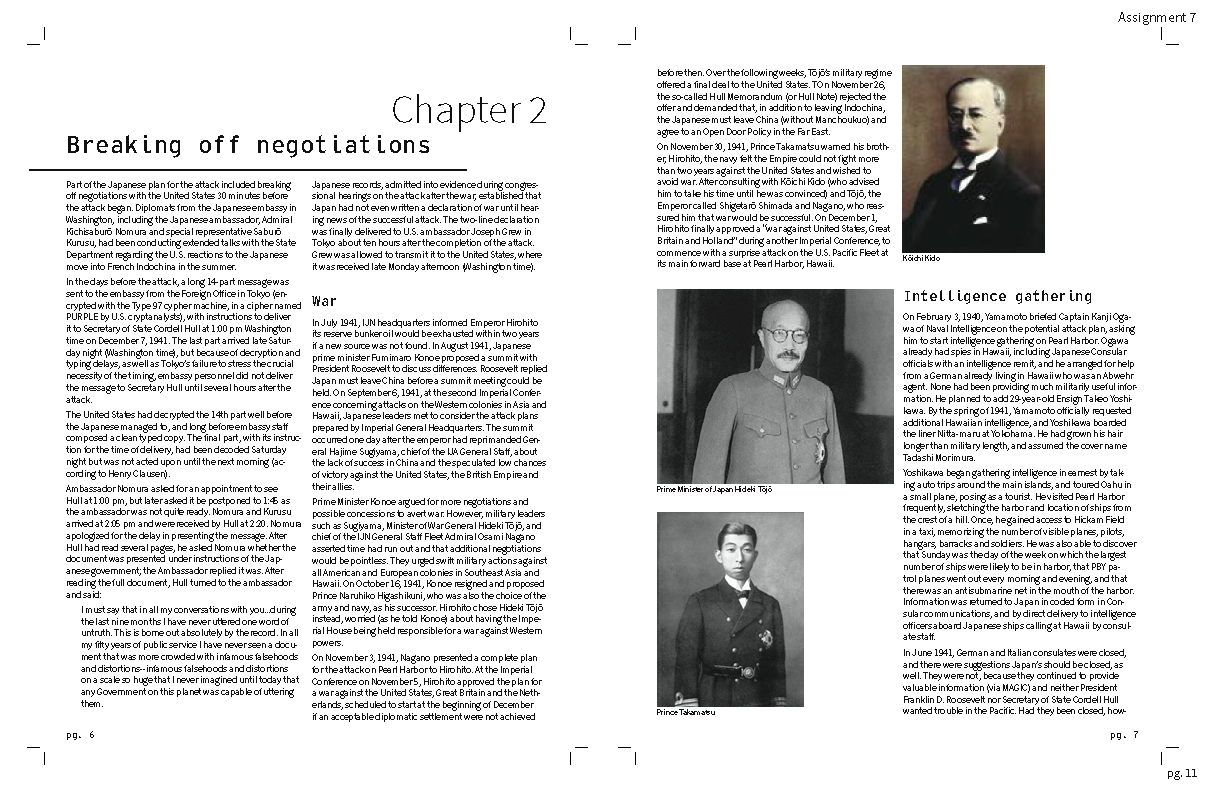 Assignment 7
Chapter 2
Breaking off negotiations
Part of the Japanese plan for the attack included breaking
off negotiations with the United States 30 minutes before
the attack began. Diplomats from the Japanese embassy in
Washington, including the Japanese ambassador, Admiral
Kichisaburō Nomura and special representative Saburō
Kurusu, had been conducting extended talks with the State
Department regarding the U.S. reactions to the Japanese
move into French Indochina in the summer.
In the days before the attack, a long 14-part message was
sent to the embassy from the Foreign Office in Tokyo (en-
crypted with the Type 97 cypher machine, in a cipher named
PURPLE by U.S. cryptanalysts), with instructions to deliver
it to Secretary of State Cordell Hull at 1:00 pm Washington
time on December 7, 1941. The last part arrived late Satur-
day night (Washington time), but because of decryption and
typing delays, as well as Tokyo's failure to stress the crucial
necessity of the timing, embassy personnel did not deliver
the message to Secretary Hull until several hours after the
attack.
The United States had decrypted the 14th part well before
the Japanese managed to, and long before embassy staff
composed a clean typed copy. The final part, with its instruc-
tion for the time of delivery, had been decoded Saturday
night but was not acted upon until the next morning (ac-
cording to Henry Clausen).
Ambassador Nomura asked for an appointment to see
Hull at 1:00 pm, but later asked it be postponed to 1:45 as
the ambassador was not quite ready. Nomura and Kurusu
arrived at 2:05 pm and were received by Hull at 2:20. Nomura
apologized for the delay in presenting the message. After
Hull had read several pages, he asked Nomura whether the
document was presented under instructions of the Jap-
anese government; the Ambassador replied it was. After
reading the full document, Hull turned to the ambassador
and said:
I must say that in all my conversations with you...during
the last nine months I have never uttered one word of
untruth. This is borne out absolutely by the record. In all
my fifty years of public service I have never seen a docu-
ment that was more crowded with infamous falsehoods
and distortions--infamous falsehoods and distortions
on a scale so huge that I never imagined until today that
any Government on this planet was capable of uttering
them.
Japanese records, admitted into evidence during congres-
sional hearings on the attack after the war, established that
Japan had not even written a declaration of war until hear-
ing news of the successful attack. The two-line declaration
was finally delivered to U.S. ambassador Joseph Grew in
Tokyo about ten hours after the completion of the attack.
Grew was allowed to transmit it to the United States, where
it was received late Monday afternoon (Washington time).
War
In July 1941, IJN headquarters informed Emperor Hirohito
its reserve bunker oil would be exhausted within two years
if a new source was not found. In August 1941, Japanese
prime minister Fumimaro Konoe proposed a summit with
President Roosevelt to discuss differences. Roosevelt replied
Japan must leave China before a summit meeting could be
held. On September 6, 1941, at the second Imperial Confer-
ence concerning attacks on the Western colonies in Asia and
Hawaii, Japanese leaders met to consider the attack plans
prepared by Imperial General Headquarters. The summit
occurred one day after the emperor had reprimanded Gen-
eral Hajime Sugiyama, chief of the IJA General Staff, about
the lack of success in China and the speculated low chances
of victory against the United States, the British Empire and
their allies.
Prime Minister Konoe argued for more negotiations and
possible concessions to avert war. However, military leaders
such as Sugiyama, Minister of War General Hideki Tōjō, and
chief of the IJN General Staff Fleet Admiral Osami Nagano
asserted time had run out and that additional negotiations
would be pointless. They urged swift military actions against
all American and European colonies in Southeast Asia and
Hawaii. On October 16, 1941, Konoe resigned and proposed
Prince Naruhiko Higashikuni, who was also the choice of the
army and navy, as his successor. Hirohito chose Hideki Tōjō
instead, worried (as he told Konoe) about having the Impe-
rial House being held responsible for a war against Western
powers.
On November 3, 1941, Nagano presented a complete plan
for the attack on Pearl Harbor to Hirohito. At the Imperial
Conference on November 5, Hirohito approved the plan for
a war against the United States, Great Britain and the Neth-
erlands, scheduled to start at the beginning of December
if an acceptable diplomatic settlement were not achieved
pg. 6
before then. Over the following weeks, Tōjō's military regime
offered a final deal to the United States. TOn November 26,
the so-called Hull Memorandum (or Hull Note) rejected the
offer and demanded that, in addition to leaving Indochina,
the Japanese must leave China (without Manchoukuo) and
agree to an Open Door Policy in the Far East.
On November 30, 1941, Prince Takamatsu warned his broth-
er, Hirohito, the navy felt the Empire could not fight more
than two years against the United States and wished to
avoid war. After consulting with Kōichi Kido (who advised
him to take his time until he was convinced) and Tōjō, the
Emperor called Shigetarō Shimada and Nagano, who reas-
sured him that war would be successful. On December 1,
Hirohito finally approved a "war against United States, Great
Britain and Holland" during another Imperial Conference, to
commence with a surprise attack on the U.S. Pacific Fleet at
its main forward base at Pearl Harbor, Hawaii.
Kōichi Kido
Prime Minister of Japan Hideki Tōjō
Prince Takamatsu
Intelligence gathering
On February 3, 1940, Yamamoto briefed Captain Kanji Oga-
wa of Naval Intelligence on the potential attack plan, asking
him to start intelligence gathering on Pearl Harbor. Ogawa
already had spies in Hawaii, including Japanese Consular
officials with an intelligence remit, and he arranged for help
from a German already living in Hawaii who was an Abwehr
agent. None had been providing much militarily useful infor-
mation. He planned to add 29-year-old Ensign Takeo Yoshi-
kawa. By the spring of 1941, Yamamoto officially requested
additional Hawaiian intelligence, and Yoshikawa boarded
the liner Nitta-maru at Yokohama. He had grown his hair
longer than military length, and assumed the cover name
Tadashi Morimura.
Yoshikawa began gathering intelligence in earnest by tak-
ing auto trips around the main islands, and toured Oahu in
a small plane, posing as a tourist. He visited Pearl Harbor
frequently, sketching the harbor and location of ships from
the crest of a hill. Once, he gained access to Hickam Field
in a taxi, memorizing the number of visible planes, pilots,
hangars, barracks and soldiers. He was also able to discover
that Sunday was the day of the week on which the largest
number of ships were likely to be in harbor, that PBY pa-
trol planes went out every morning and evening, and that
there was an antisubmarine net in the mouth of the harbor.
Information was returned to Japan in coded form in Con-
sular communications, and by direct delivery to intelligence
officers aboard Japanese ships calling at Hawaii by consul-
ate staff.
In June 1941, German and Italian consulates were closed,
and there were suggestions Japan's should be closed, as
well. They were not, because they continued to provide
valuable information (via MAGIC) and neither President
Franklin D. Roosevelt nor Secretary of State Cordell Hull
wanted trouble in the Pacific. Had they been closed, how-
pg. 7
pg. 11